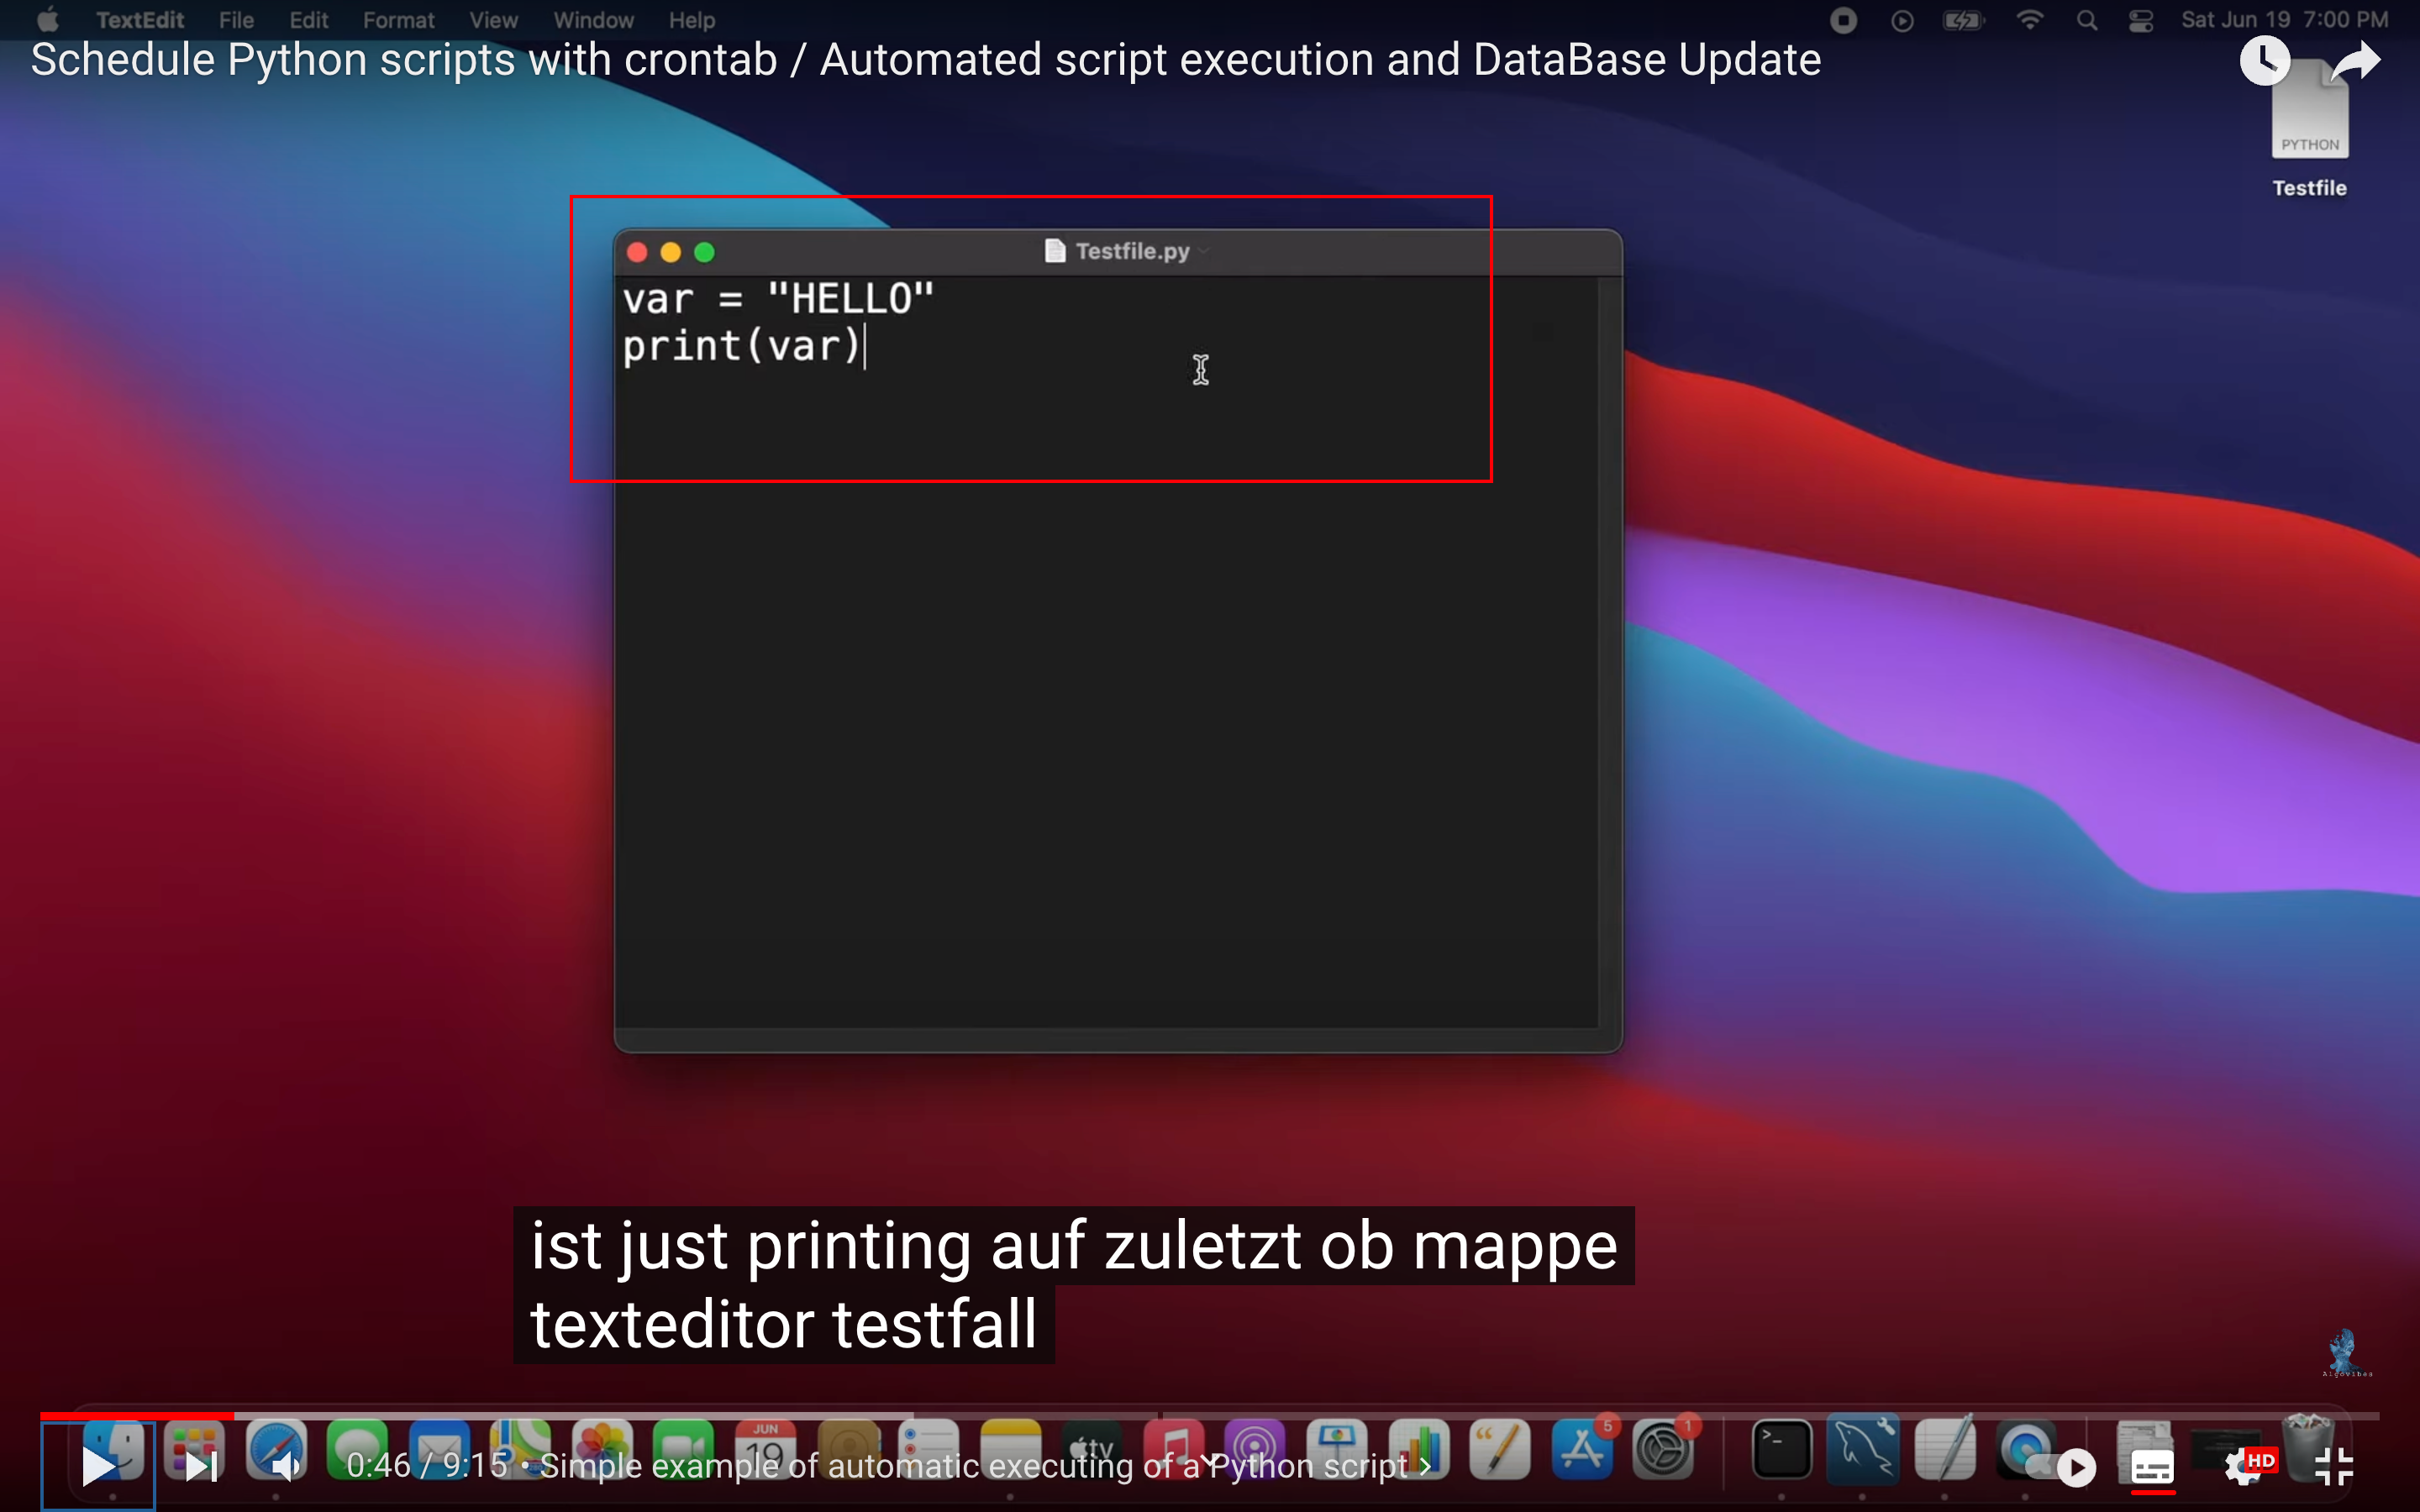 TextEdit File Edit Format View Window Help Sat Jun 19 7:00 PM
Schedule Python scripts with crontab / Automated script execution and DataBase Update
PYTHON
Testfile
Testfile.py
var = "HELLO"
print(var)
ist just printing auf zuletzt ob mappe
texteditor testfall
Algovibes
JUN
19
tv
5
1
>_
0:46 / 9:15 • Simple example of automatic executing of a Python script >
HD